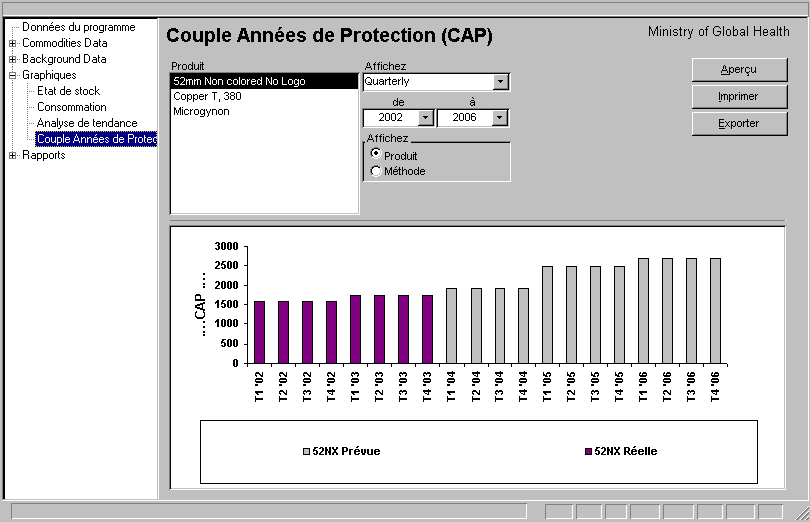 Données du programme
Commodities Data
Background Data
Graphiques
Etat de stock
Consommation
Analyse de tendance
Couple Années de Protec
Rapports
Couple Années de Protection (CAP)
Ministry of Global Health
Produit
52mm Non colored No Logo
Copper T, 380
Microgynon
Affichez
Quarterly
de à
2002 2006
Affichez
Produit
Méthode
Aperçu
Imprimer
Exporter
....CAP ....
3000
2500
2000
1500
1000
500
0
T1 '02 T2 '02 T3 '02 T4 '02 T1 '03 T2 '03 T3 '03 T4 '03 T1 '04 T2 '04 T3 '04 T4 '04 T1 '05 T2 '05 T3 '05 T4 '05 T1 '06 T2 '06 T3 '06 T4 '06
52NX Prévue 52NX Réelle